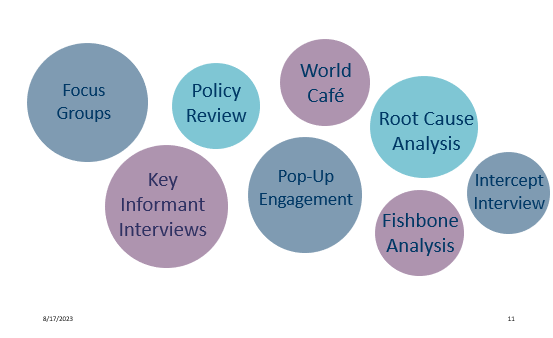 Focus
Groups
Policy
Review
World
Café
Root Cause
Analysis
Key
Informant
Interviews
Pop-Up
Engagement
Fishbone
Analysis
Intercept
Interview
8/17/2023
11